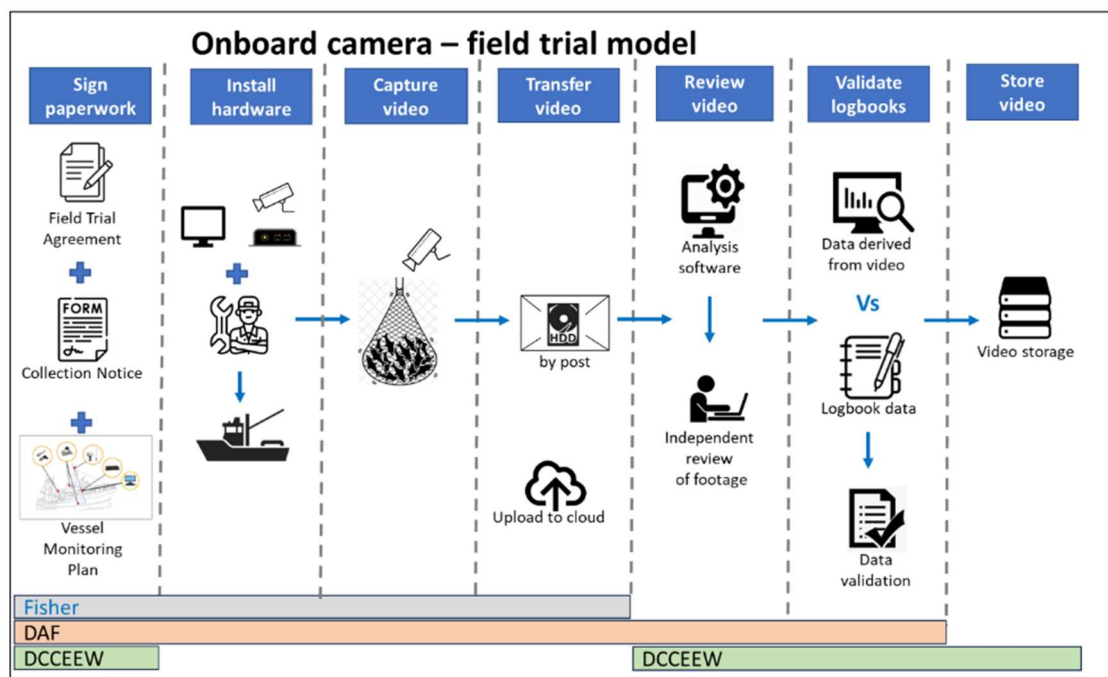 Onboard camera – field trial model
Sign
paperwork
Install
hardware
Capture
video
Transfer
video
Review
video
Validate
logbooks
Store
video
Field Trial
Agreement
FORM
Collection Notice
Vessel
Monitoring
Plan
HDD
by post
Upload to cloud
Analysis
software
Independent
review
of footage
Data derived
from video
Vs
Logbook data
Data
validation
Video storage
Fisher
DAF
DCCEEW
DCCEEW